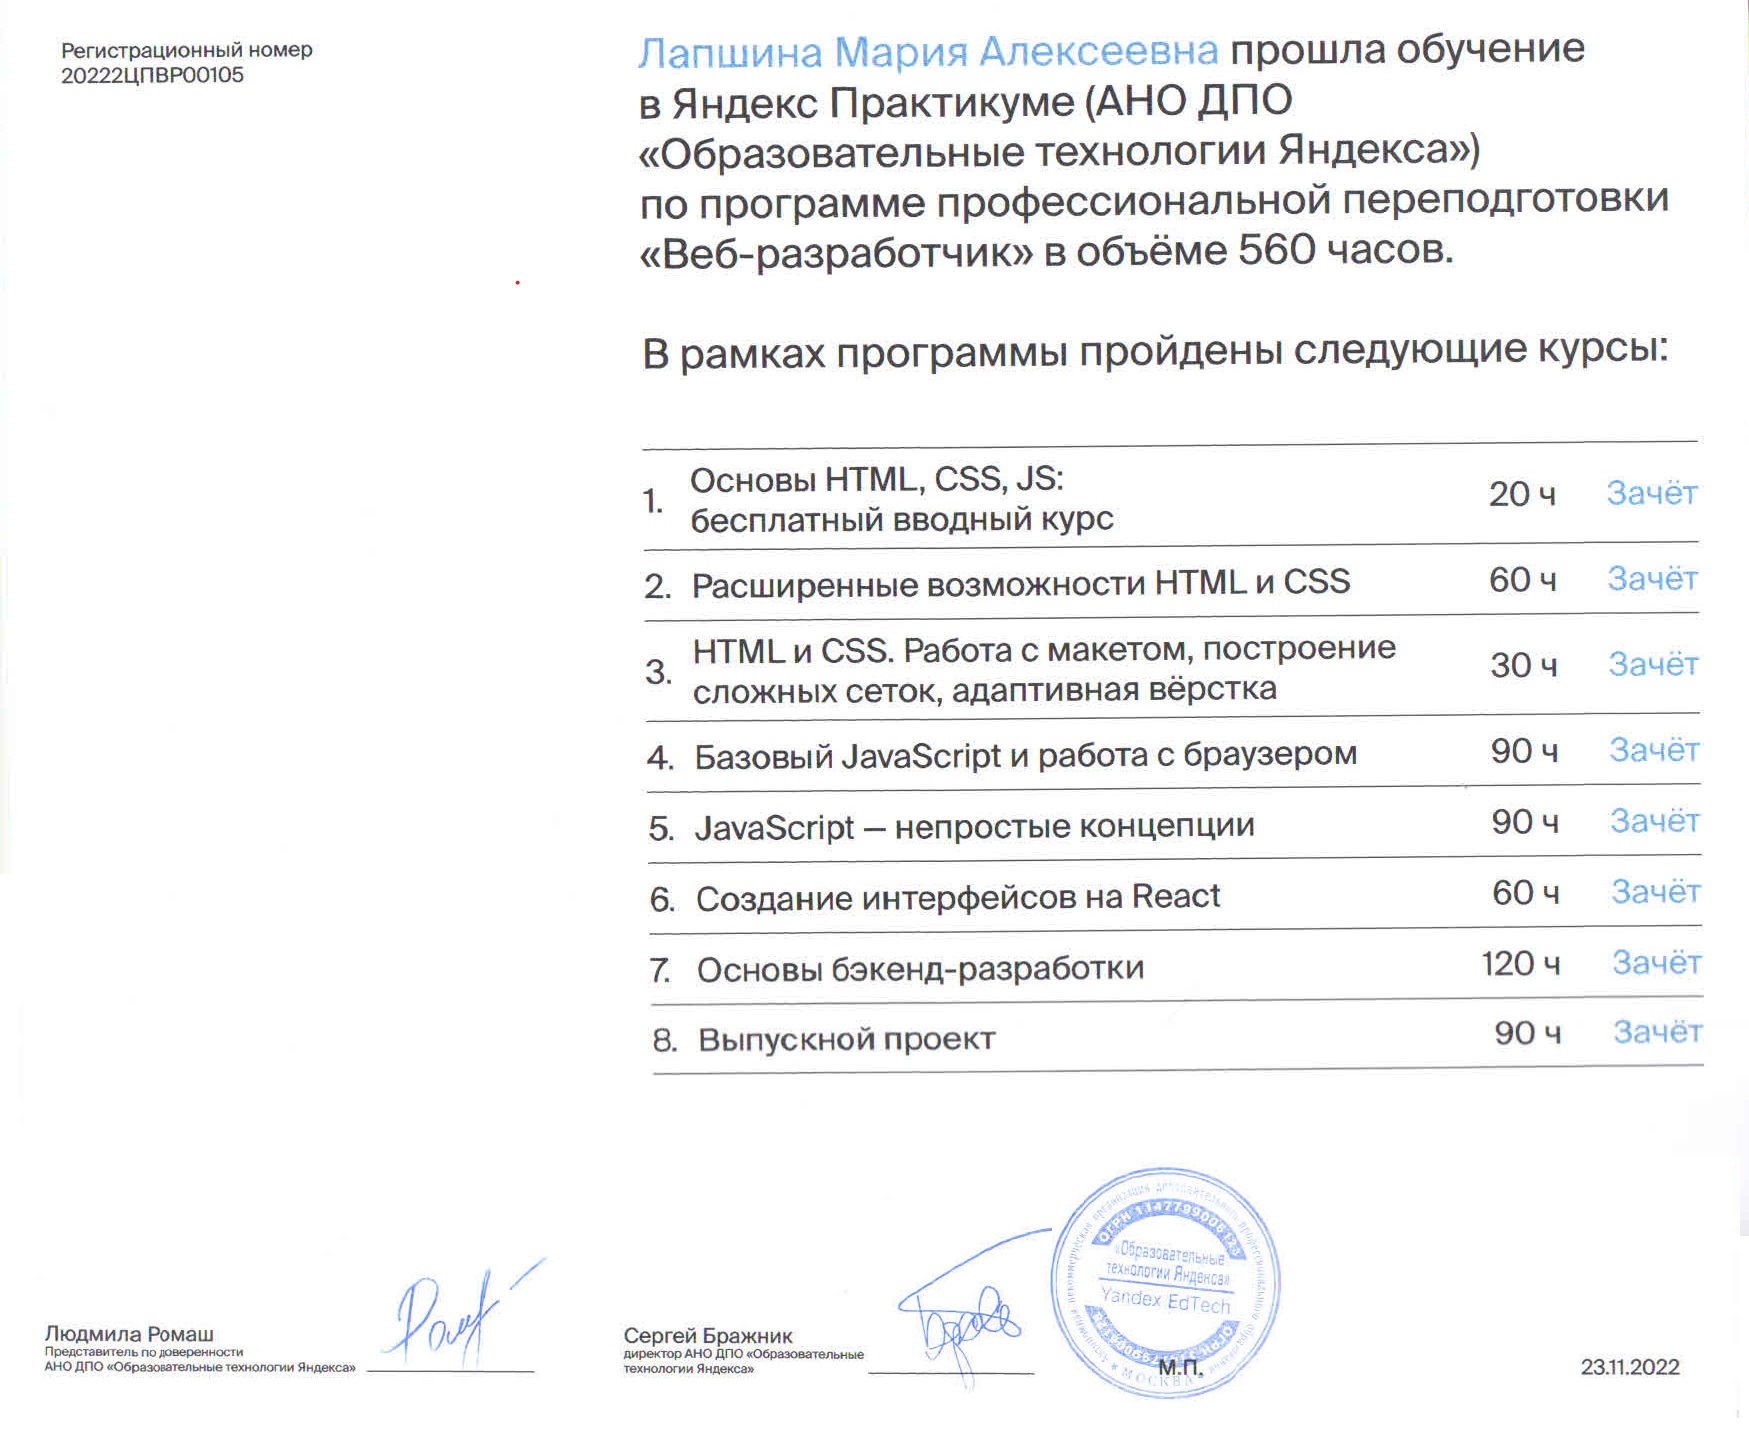 Регистрационный номер
20222ЦПВР00105
Лапшина Мария Алексеевна прошла обучение
в Яндекс Практикуме (АНО ДПО
«Образовательные технологии Яндекса»)
по программе профессиональной переподготовки
«Веб-разработчик» в объёме 560 часов.
В рамках программы пройдены следующие курсы:
1. Основы HTML, CSS, JS:
бесплатный вводный курс 20 ч Зачёт
2. Расширенные возможности HTML и CSS 60 ч Зачёт
3. HTML и CSS. Работа с макетом, построение
сложных сеток, адаптивная вёрстка 30 ч Зачёт
4. Базовый JavaScript и работа с браузером 90 ч Зачёт
5. JavaScript — непростые концепции 90 ч Зачёт
6. Создание интерфейсов на React 60 ч Зачёт
7. Основы бэкенд-разработки 120 ч Зачёт
8. Выпускной проект 90 ч Зачёт
Людмила Ромаш
Представитель по доверенности
АНО ДПО «Образовательные технологии Яндекса»
Сергей Бражник
директор АНО ДПО «Образовательные
технологии Яндекса»
«Образовательные
технологии Яндекса»
Yandex EdTech
МОСКВА
М.П.
23.11.2022